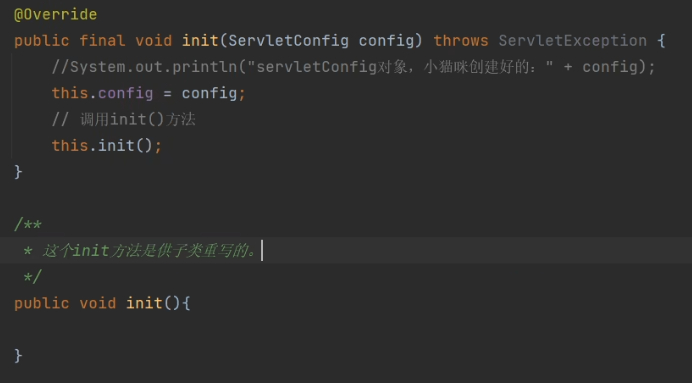 @Override
public final void init(ServletConfig config) throws ServletException {
//System.out.println("servletConfig对象，小猫咪创建好的：" + config);
this.config = config;
// 调用init()方法
this.init();
}
/**
* 这个init方法是供子类重写的。
*/
public void init(){
}